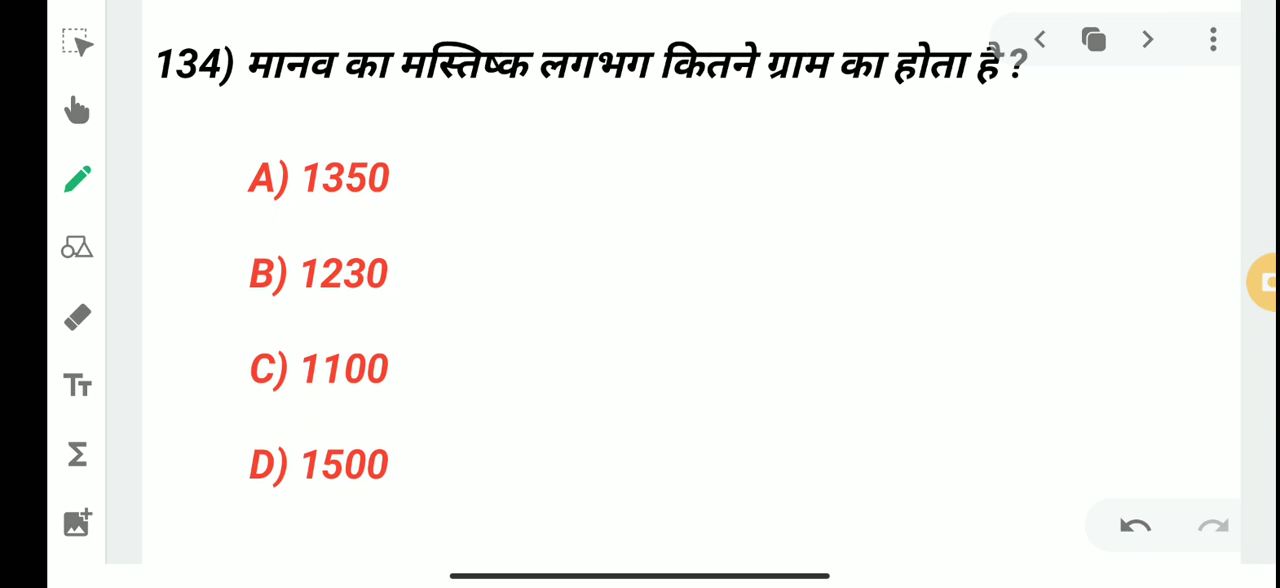 134) मानव का मस्तिष्क लगभग कितने ग्राम का होता है ?
A) 1350
B) 1230
C) 1100
D) 1500